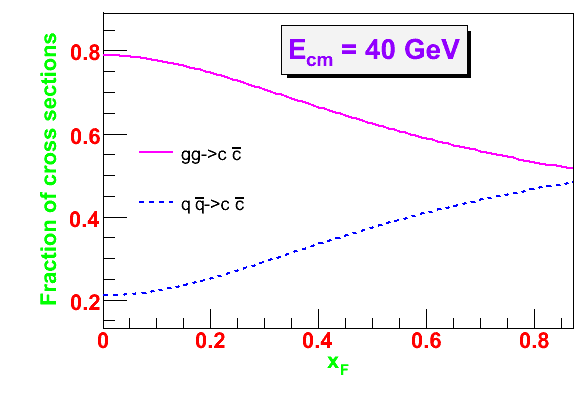 E_cm = 40 GeV
Fraction of cross sections
0.8
0.6
0.4
0.2
gg->c c̅
q q̅->c c̅
0 0.2 0.4 0.6 0.8
x_F